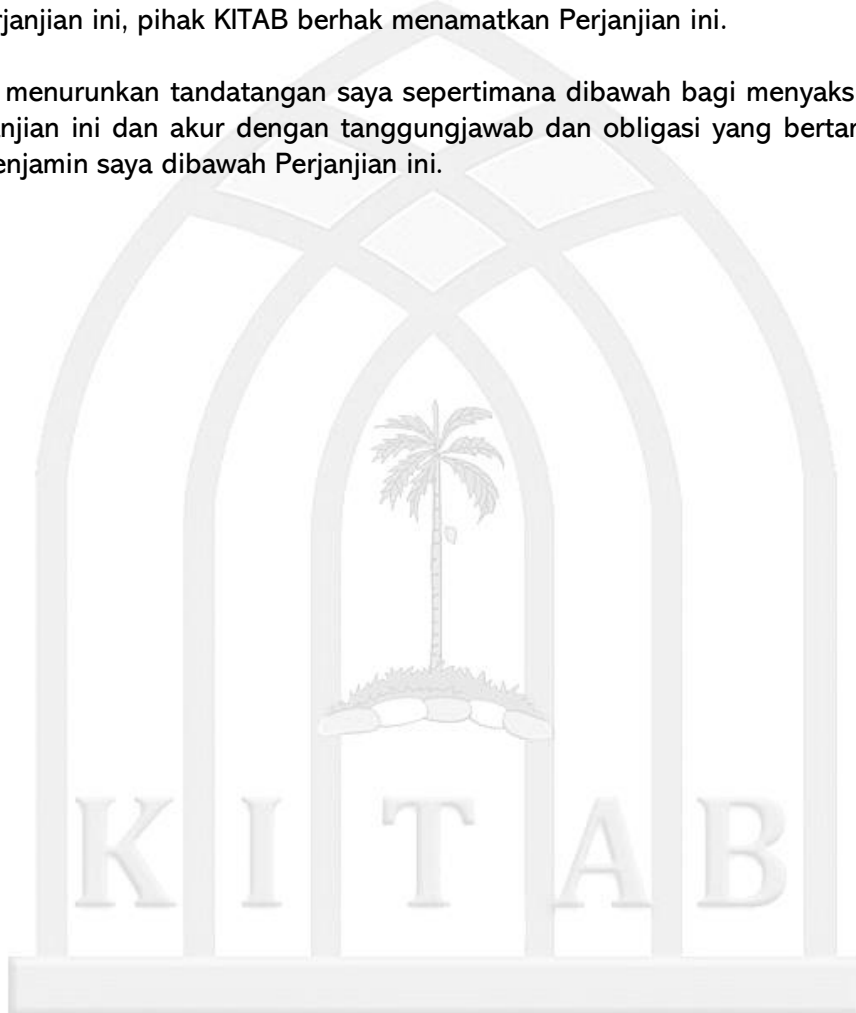 rjanjian ini, pihak KITAB berhak menamatkan Perjanjian ini.
menurunkan tandatangan saya sepertimana dibawah bagi menyaks
njian ini dan akur dengan tanggungjawab dan obligasi yang bertar
enjamin saya dibawah Perjanjian ini.
K I T A B